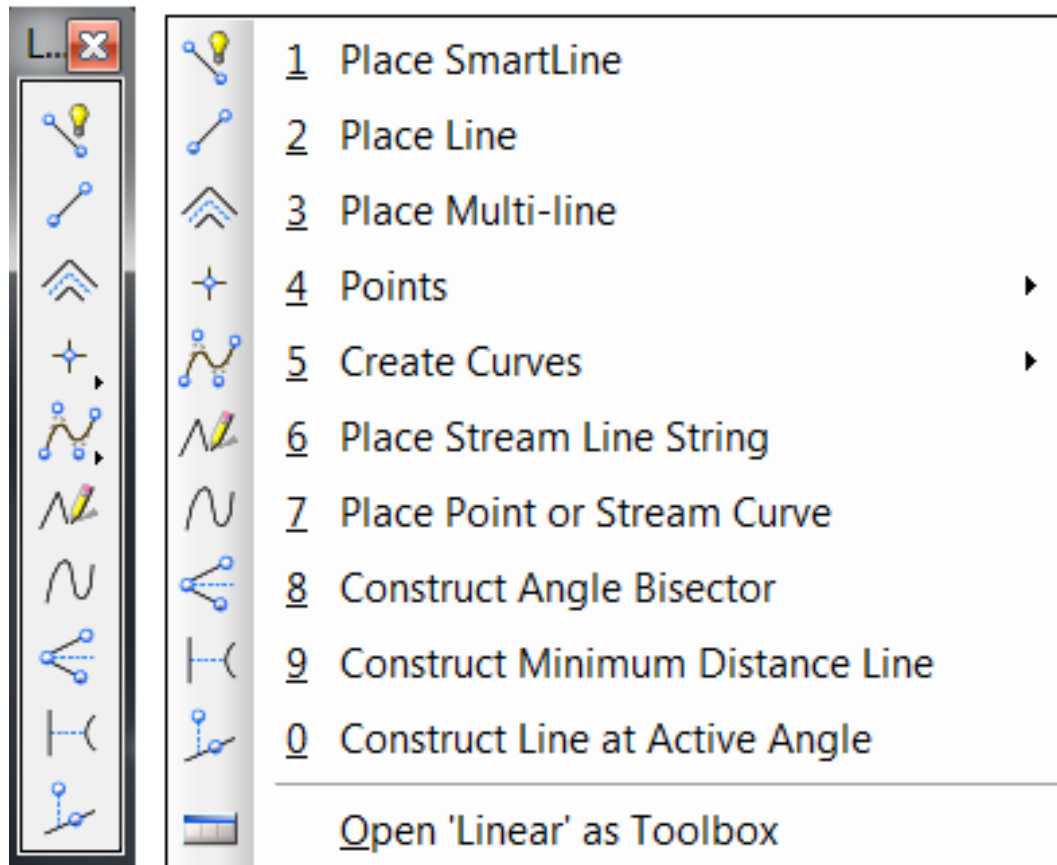 L...
1 Place SmartLine
2 Place Line
3 Place Multi-line
4 Points
5 Create Curves
6 Place Stream Line String
7 Place Point or Stream Curve
8 Construct Angle Bisector
9 Construct Minimum Distance Line
0 Construct Line at Active Angle
Open 'Linear' as Toolbox